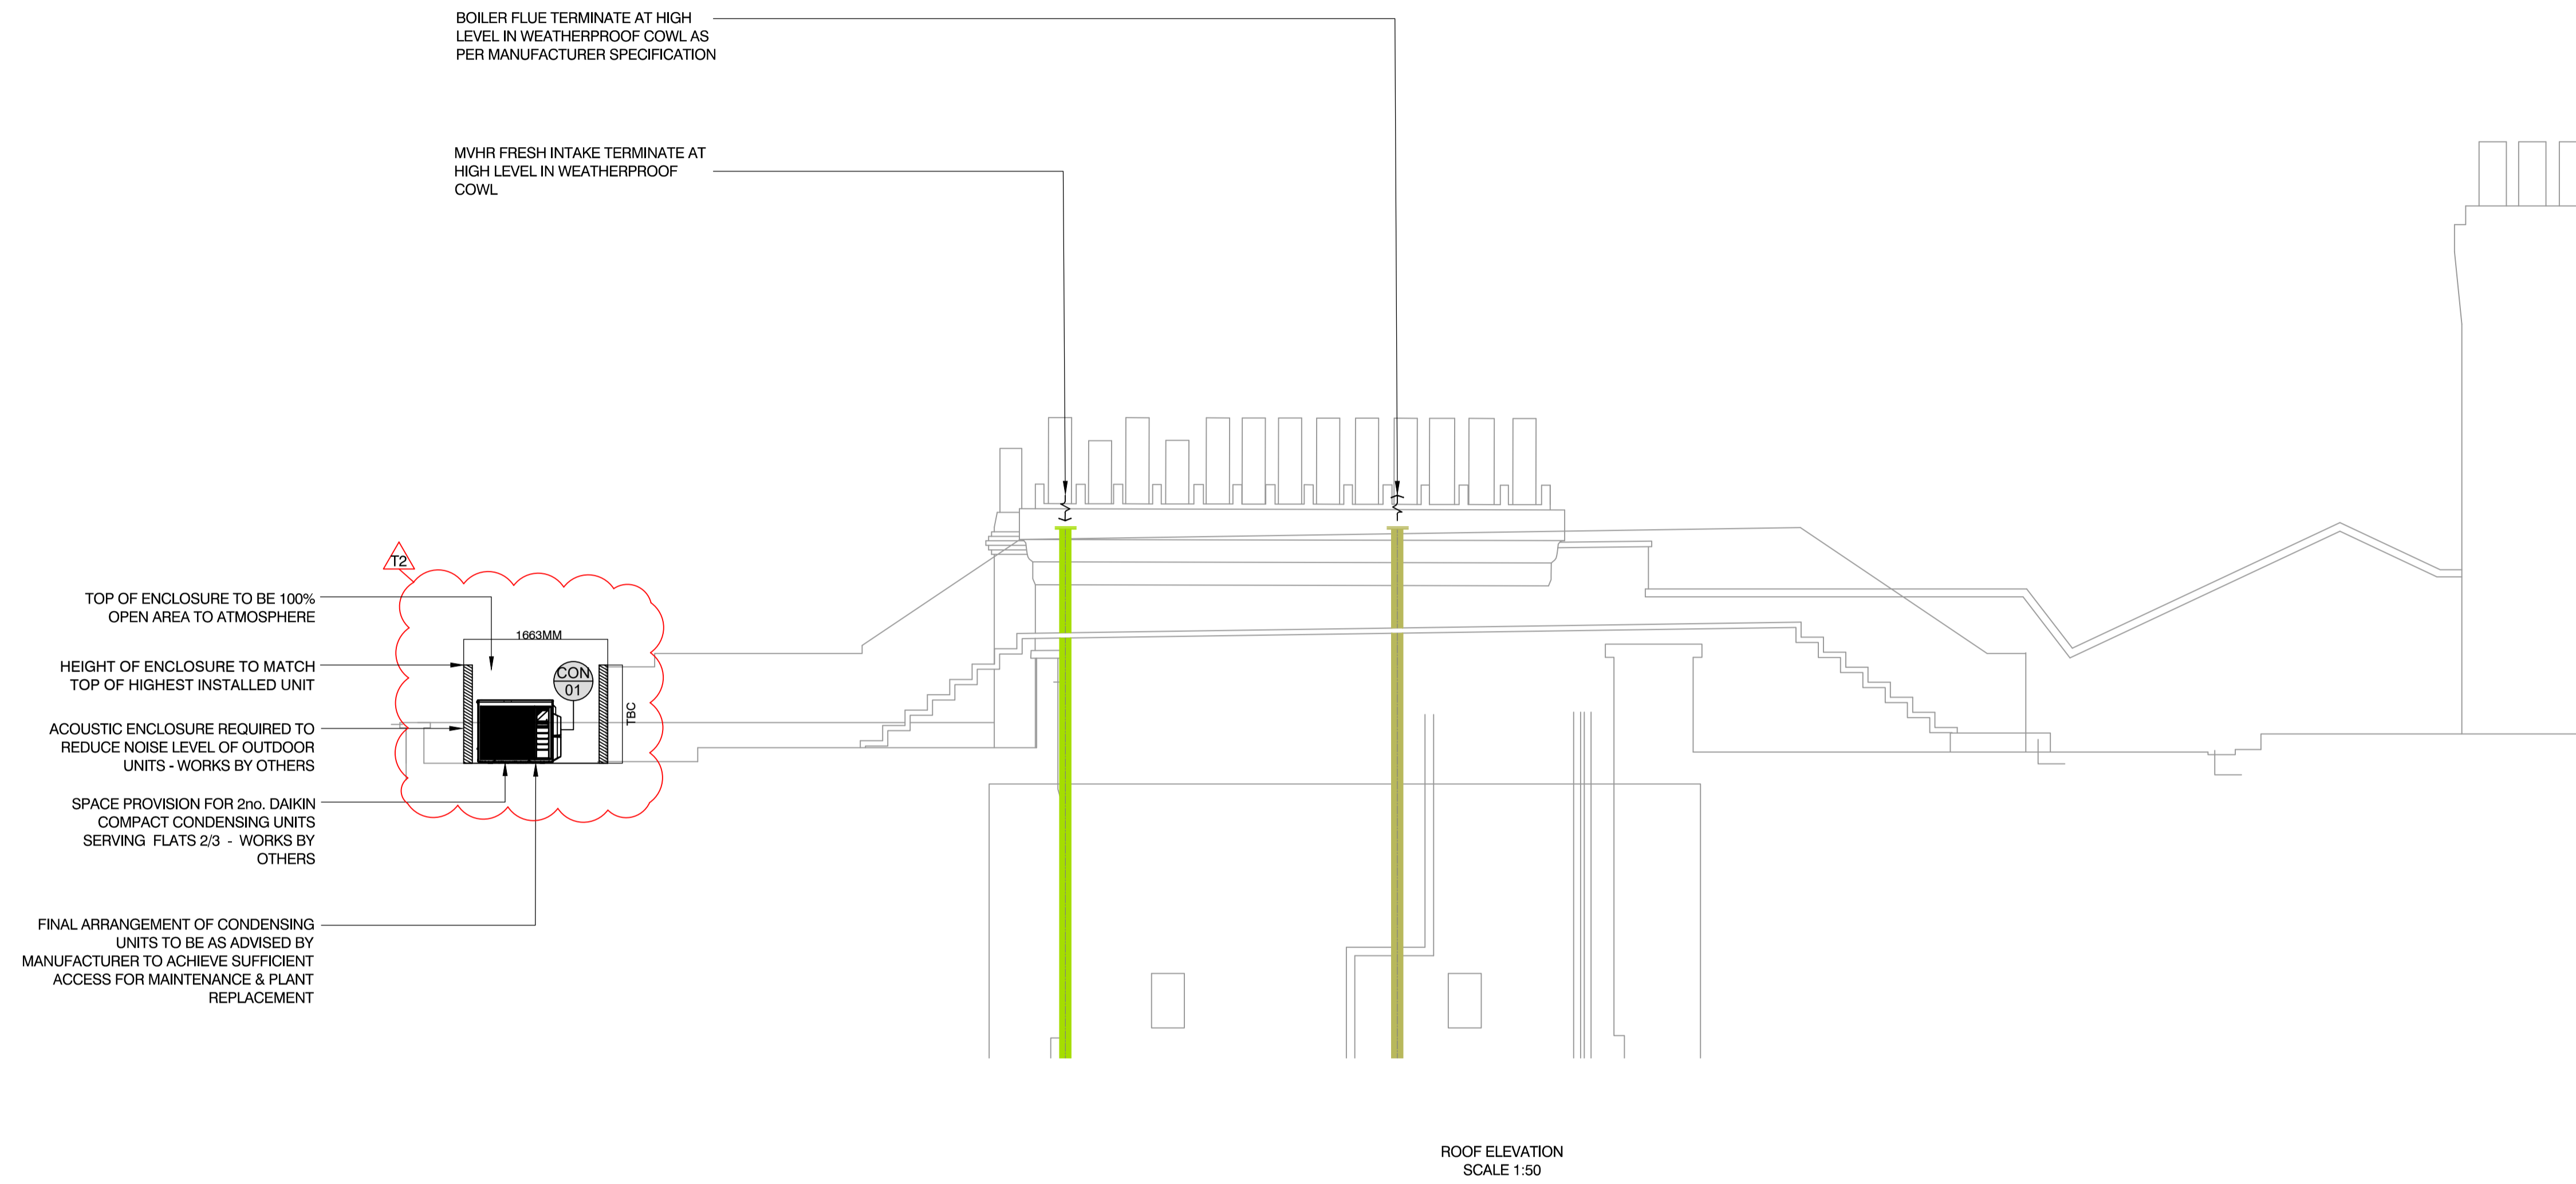 BOILER FLUE TERMINATE AT HIGH
LEVEL IN WEATHERPROOF COWL AS
PER MANUFACTURER SPECIFICATION
MVHR FRESH INTAKE TERMINATE AT
HIGH LEVEL IN WEATHERPROOF
COWL
T2
TOP OF ENCLOSURE TO BE 100%
OPEN AREA TO ATMOSPHERE
1663MM
HEIGHT OF ENCLOSURE TO MATCH
TOP OF HIGHEST INSTALLED UNIT
CON
01
TBC
ACOUSTIC ENCLOSURE REQUIRED TO
REDUCE NOISE LEVEL OF OUTDOOR
UNITS - WORKS BY OTHERS
SPACE PROVISION FOR 2no. DAIKIN
COMPACT CONDENSING UNITS
SERVING FLATS 2/3 - WORKS BY
OTHERS
FINAL ARRANGEMENT OF CONDENSING
UNITS TO BE AS ADVISED BY
MANUFACTURER TO ACHIEVE SUFFICIENT
ACCESS FOR MAINTENANCE & PLANT
REPLACEMENT
ROOF ELEVATION
SCALE 1:50